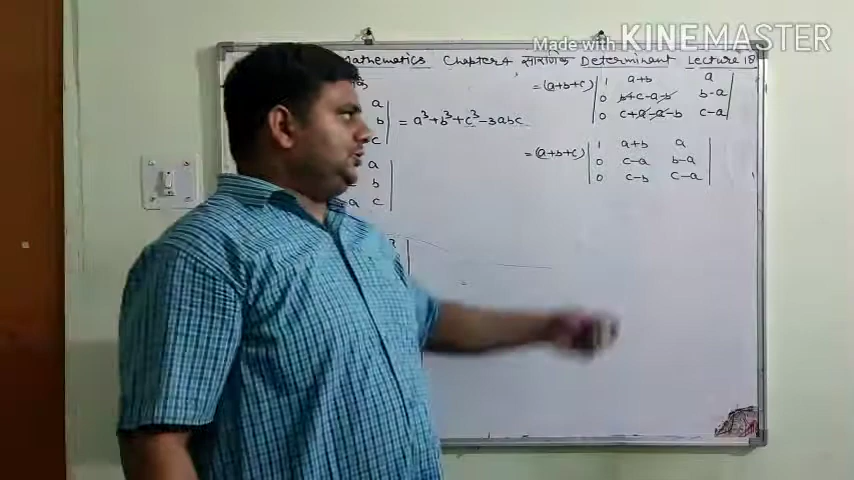 Made with KINEMASTER
Mathematics Chapter 4 सारणिक Determinant Lecture 18
a
b = a³+b³+c³-3abc
c
a
b
a c
= (a+b+c) | 1 a+b a |
| 0 b+c-a-b b-a |
| 0 c+a-a-b c-a |
= (a+b+c) | 1 a+b a |
| 0 c-a b-a |
| 0 c-b c-a |